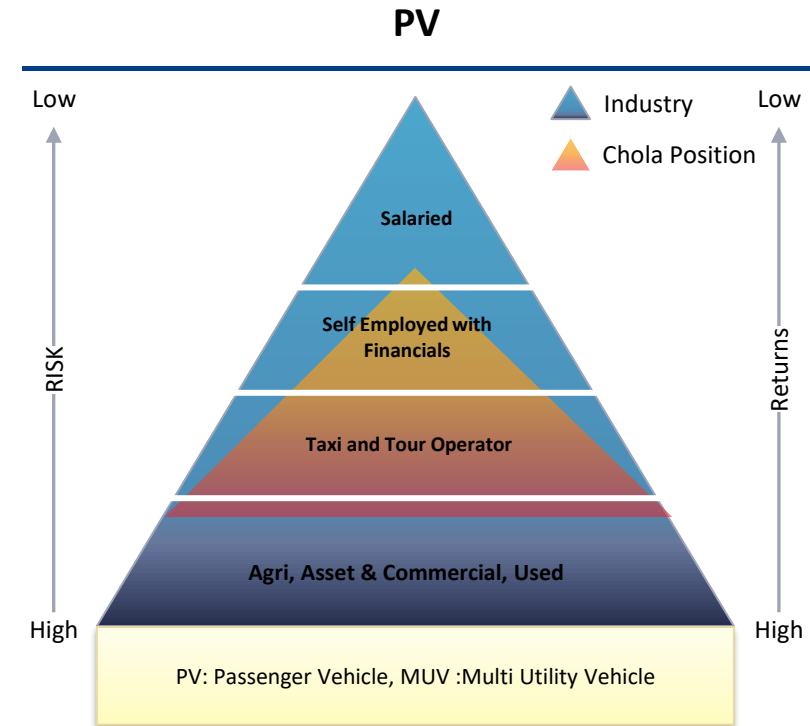 PV
Low
Low
Industry
Chola Position
Salaried
Self Employed with
Financials
RISK
Returns
Taxi and Tour Operator
Agri, Asset & Commercial, Used
High
High
PV: Passenger Vehicle, MUV :Multi Utility Vehicle